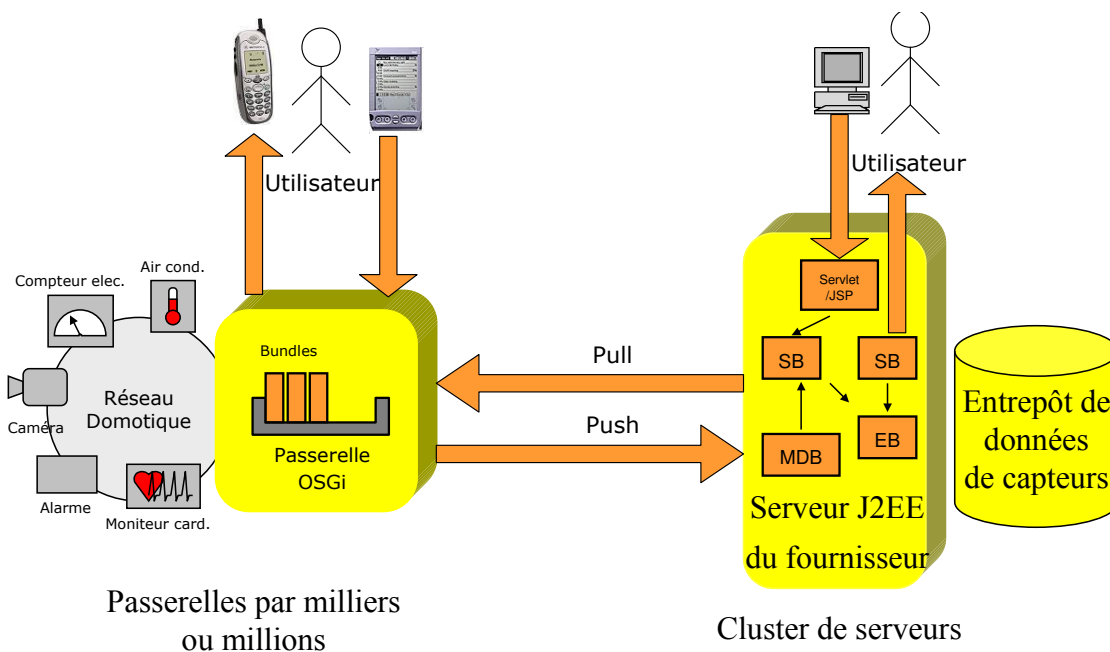 Utilisateur
Utilisateur
Compteur elec.
Air cond.
Caméra
Réseau
Domotique
Alarme
Moniteur card.
Bundles
Passerelle
OSGi
Pull
Push
Servlet
/JSP
SB
SB
MDB
EB
Serveur J2EE
du fournisseur
Entrepôt de
données
de capteurs
Passerelles par milliers
ou millions
Cluster de serveurs